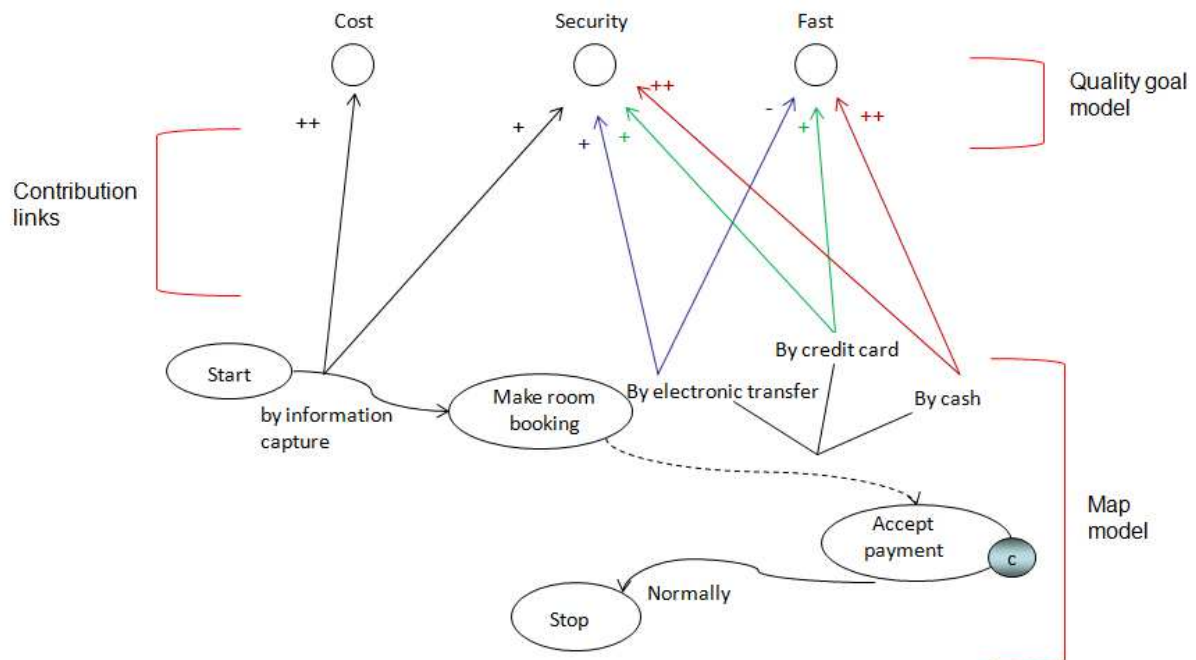 Cost
Security
Fast
Quality goal
model
++
+
+
+
++
-
+
++
Contribution
links
Start
by information
capture
Make room
booking
By electronic transfer
By credit card
By cash
Accept
payment
c
Map
model
Normally
Stop